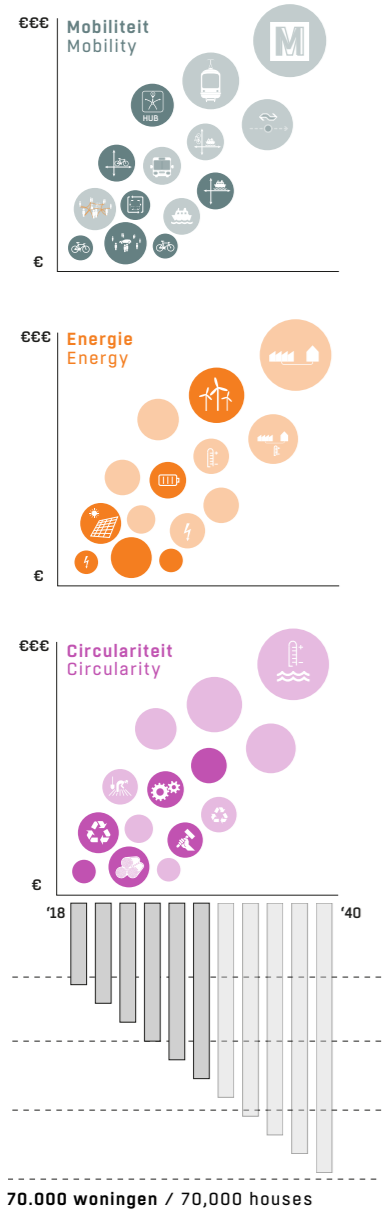 €€€
Mobiliteit
Mobility
M
HUB
€
€€€
Energie
Energy
€
€€€
Circulariteit
Circularity
€
'18
'40
70.000 woningen / 70,000 houses